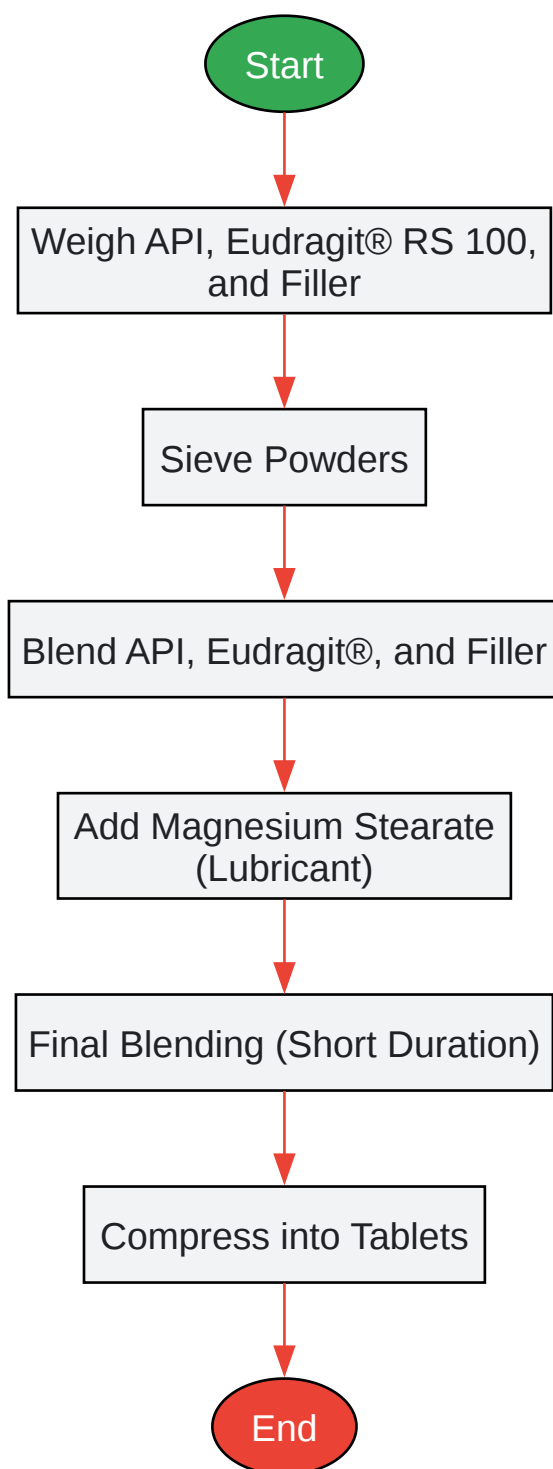 Start
Weigh API, Eudragit® RS 100,
and Filler
Sieve Powders
Blend API, Eudragit®, and Filler
Add Magnesium Stearate
(Lubricant)
Final Blending (Short Duration)
Compress into Tablets
End